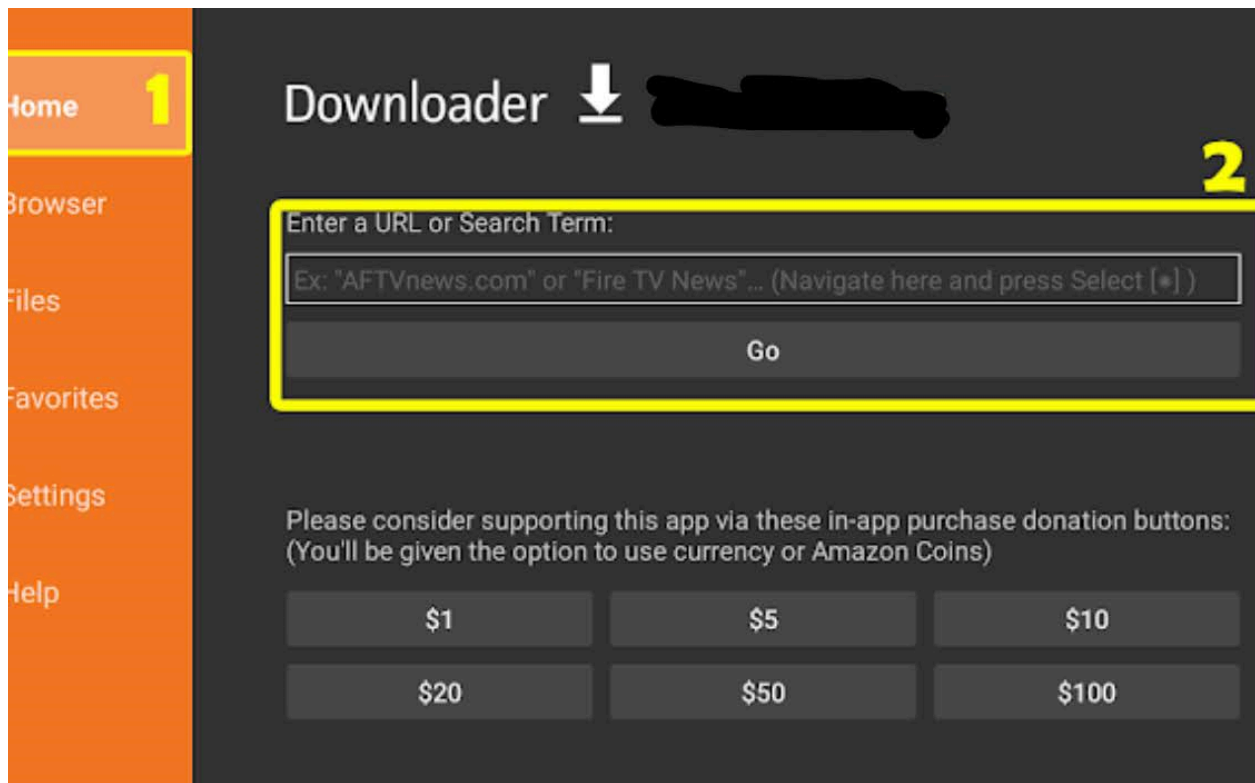 Home
1
Browser
Files
Favorites
Settings
Help
Downloader
2
Enter a URL or Search Term:
Ex: "AFTVnews.com" or "Fire TV News"... (Navigate here and press Select [●] )
Go
Please consider supporting this app via these in-app purchase donation buttons:
(You'll be given the option to use currency or Amazon Coins)
$1 $5 $10
$20 $50 $100